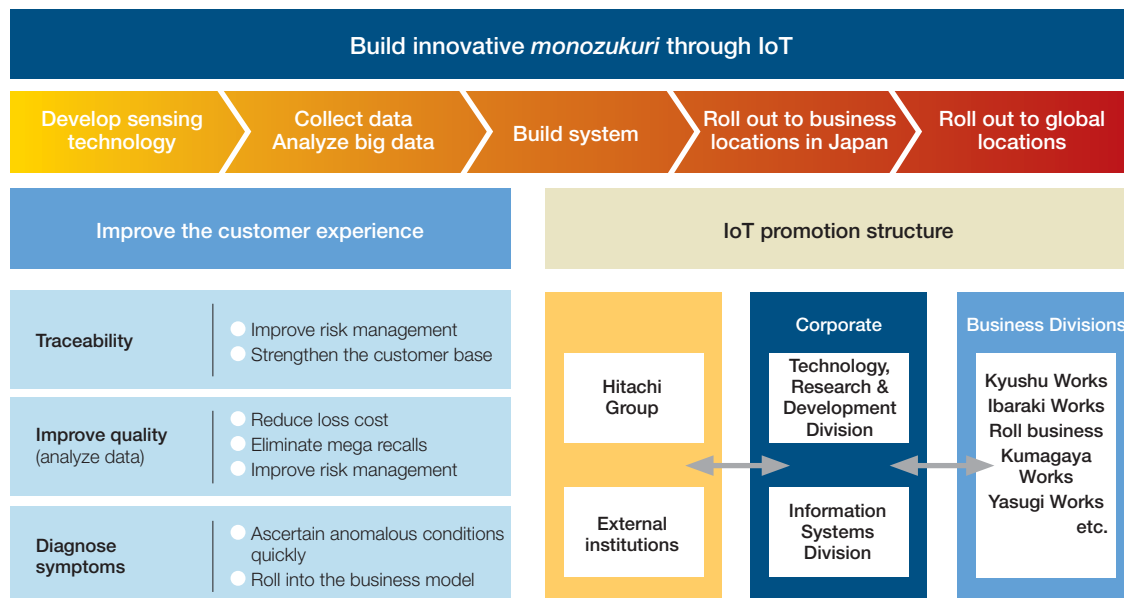 Build innovative monozukuri through IoT
Develop sensing
technology
Collect data
Analyze big data
Build system
Roll out to business
locations in Japan
Roll out to global
locations
Improve the customer experience
Traceability
Improve risk management
Strengthen the customer base
Improve quality
(analyze data)
Reduce loss cost
Eliminate mega recalls
Improve risk management
Diagnose
symptoms
Ascertain anomalous conditions
quickly
Roll into the business model
IoT promotion structure
Hitachi
Group
External
institutions
Corporate
Technology,
Research &
Development
Division
Information
Systems
Division
Business Divisions
Kyushu Works
Ibaraki Works
Roll business
Kumagaya
Works
Yasugi Works
etc.